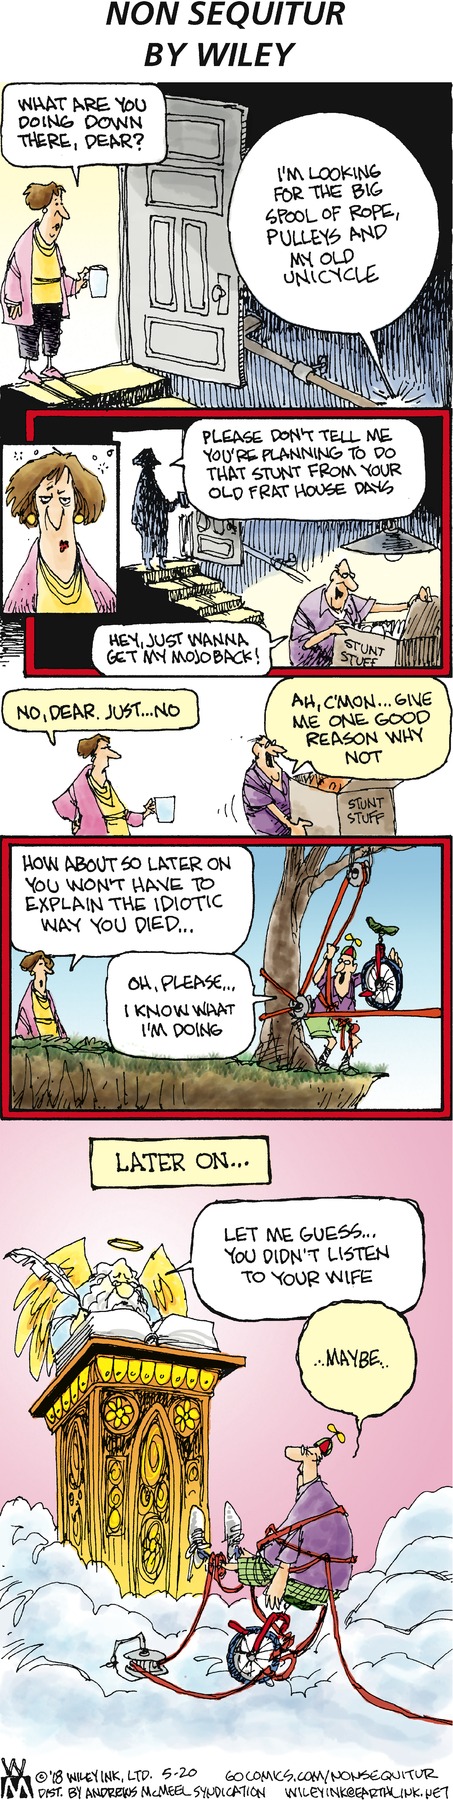 NON SEQUITUR
BY WILEY
WHAT ARE YOU
DOING DOWN
THERE, DEAR?
I'M LOOKING
FOR THE BIG
SPOOL OF ROPE,
PULLEYS AND
MY OLD
UNICYCLE
PLEASE DON'T TELL ME
YOU'RE PLANNING TO DO
THAT STUNT FROM YOUR
OLD FRAT HOUSE DAYS
HEY, JUST WANNA
GET MY MOJO BACK!
STUNT
STUFF
NO, DEAR. JUST...NO
AH, C'MON... GIVE
ME ONE GOOD
REASON WHY
NOT
STUNT
STUFF
HOW ABOUT SO LATER ON
YOU WON'T HAVE TO
EXPLAIN THE IDIOTIC
WAY YOU DIED...
OH, PLEASE...
I KNOW WHAT
I'M DOING
LATER ON...
LET ME GUESS...
YOU DIDN'T LISTEN
TO YOUR WIFE
..MAYBE..
WM © '18 WILEY INK, LTD. 5-20 GOCOMICS.COM/NONSEQUITUR
DIST. BY ANDREWS McMEEL SYNDICATION WILEYINK@EARTHLINK.NET